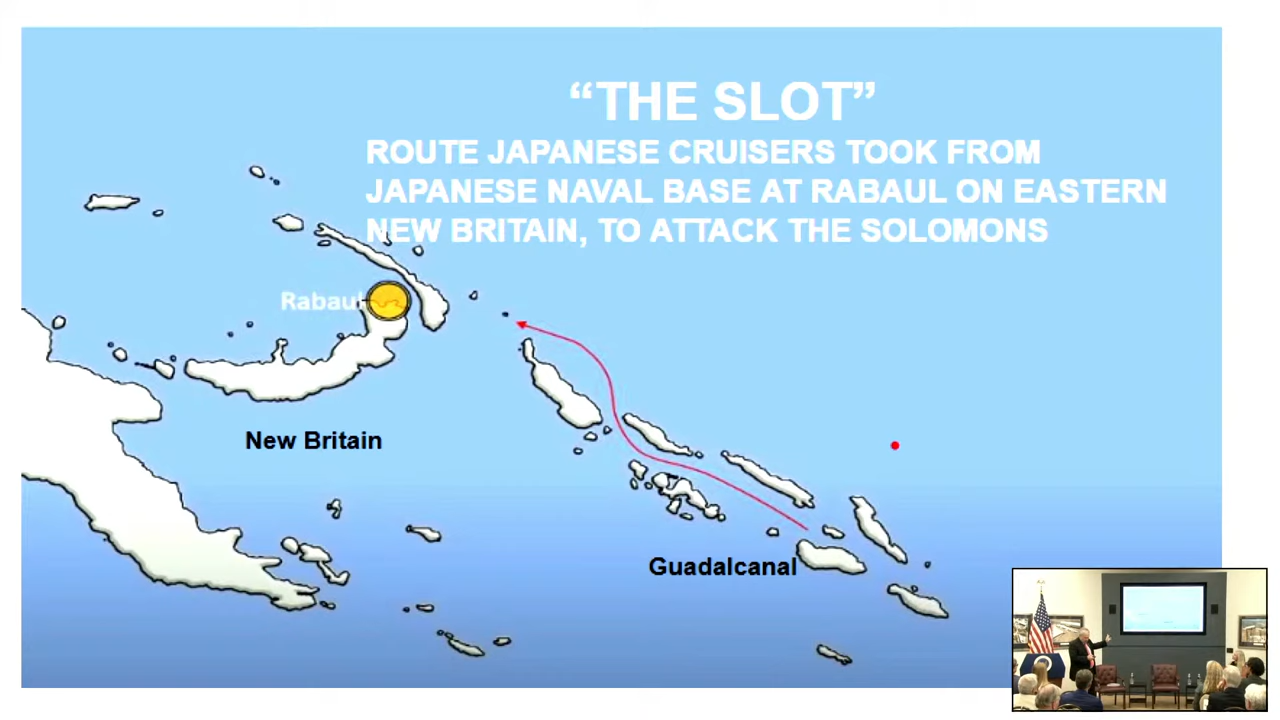 “THE SLOT”
ROUTE JAPANESE CRUISERS TOOK FROM
JAPANESE NAVAL BASE AT RABAUL ON EASTERN
NEW BRITAIN, TO ATTACK THE SOLOMONS
Rabaul
New Britain
Guadalcanal